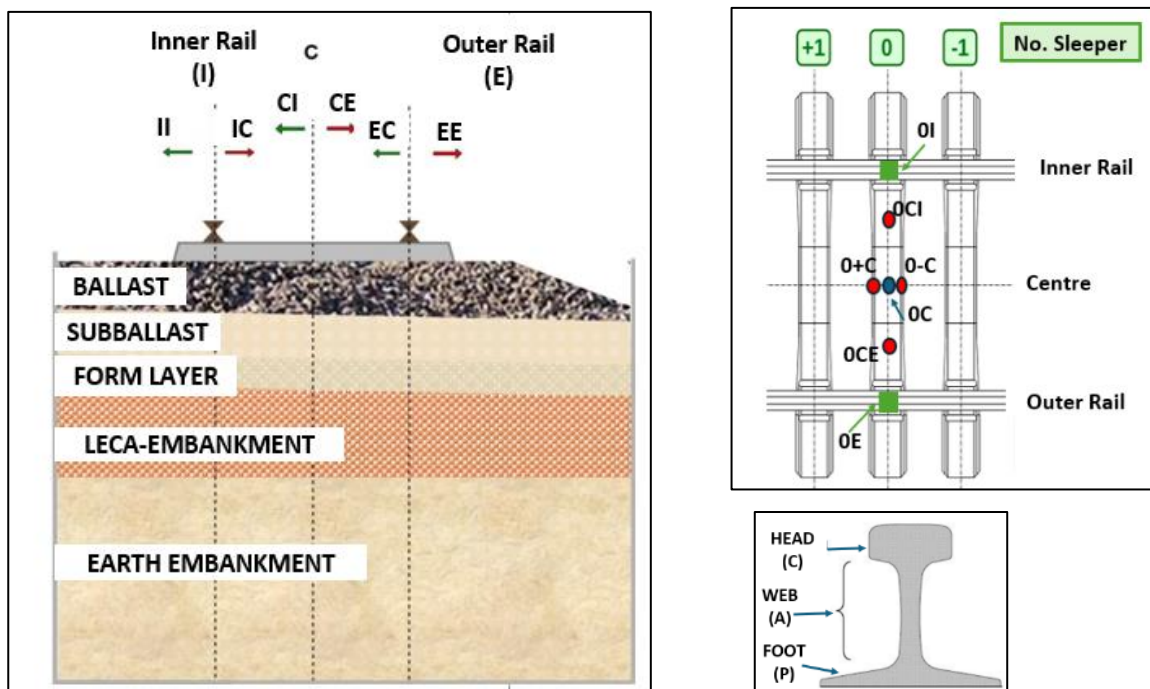 Inner Rail
(I)
C
Outer Rail
(E)
CI
CE
II
IC
EC
EE
BALLAST
SUBBALLAST
FORM LAYER
LECA-EMBANKMENT
EARTH EMBANKMENT
+1
0
-1
No. Sleeper
0I
Inner Rail
0CI
0+C
0-C
Centre
0C
0CE
Outer Rail
0E
HEAD
(C)
WEB
(A)
FOOT
(P)